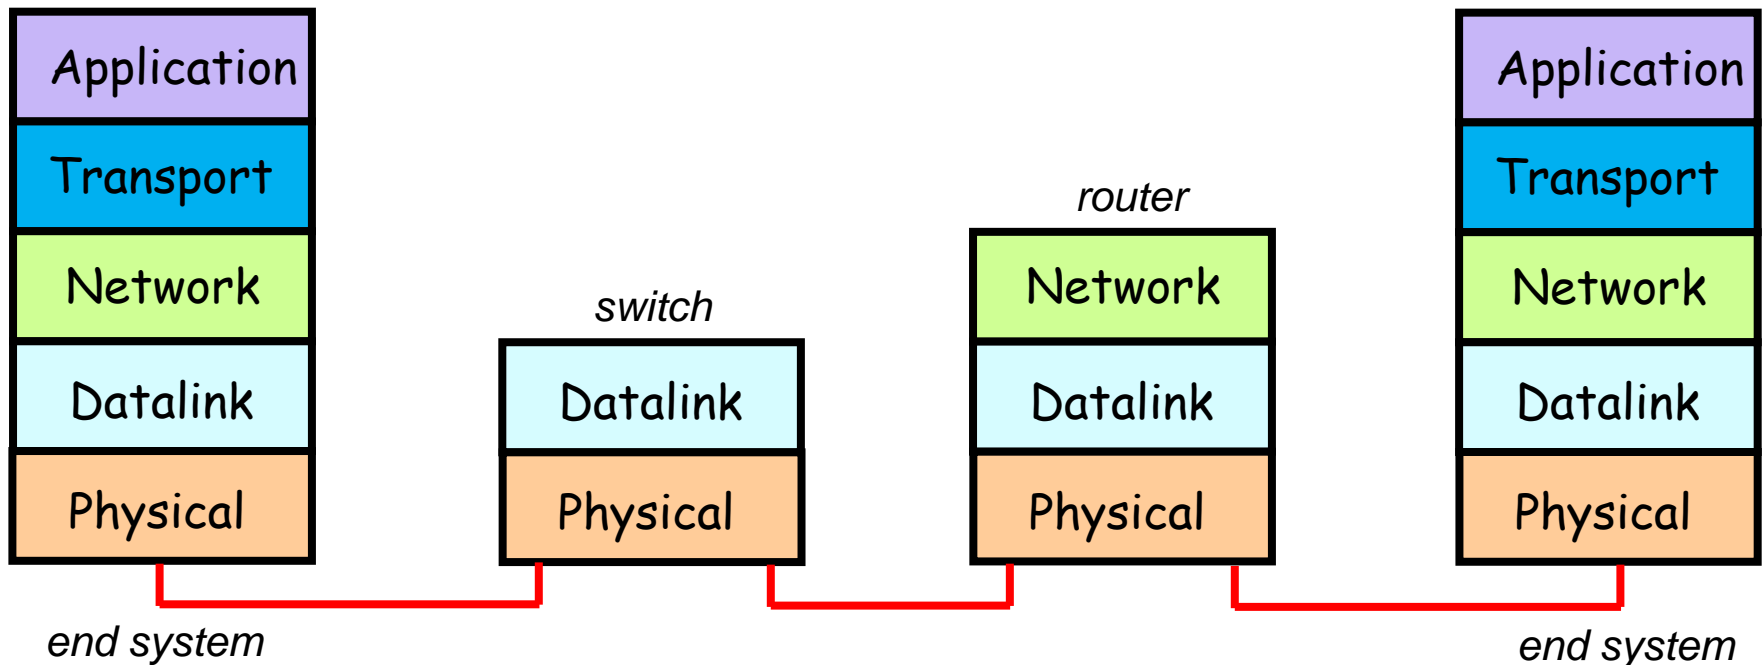 Application
Transport
Network
Datalink
Physical
end system
switch
Datalink
Physical
router
Network
Datalink
Physical
Application
Transport
Network
Datalink
Physical
end system